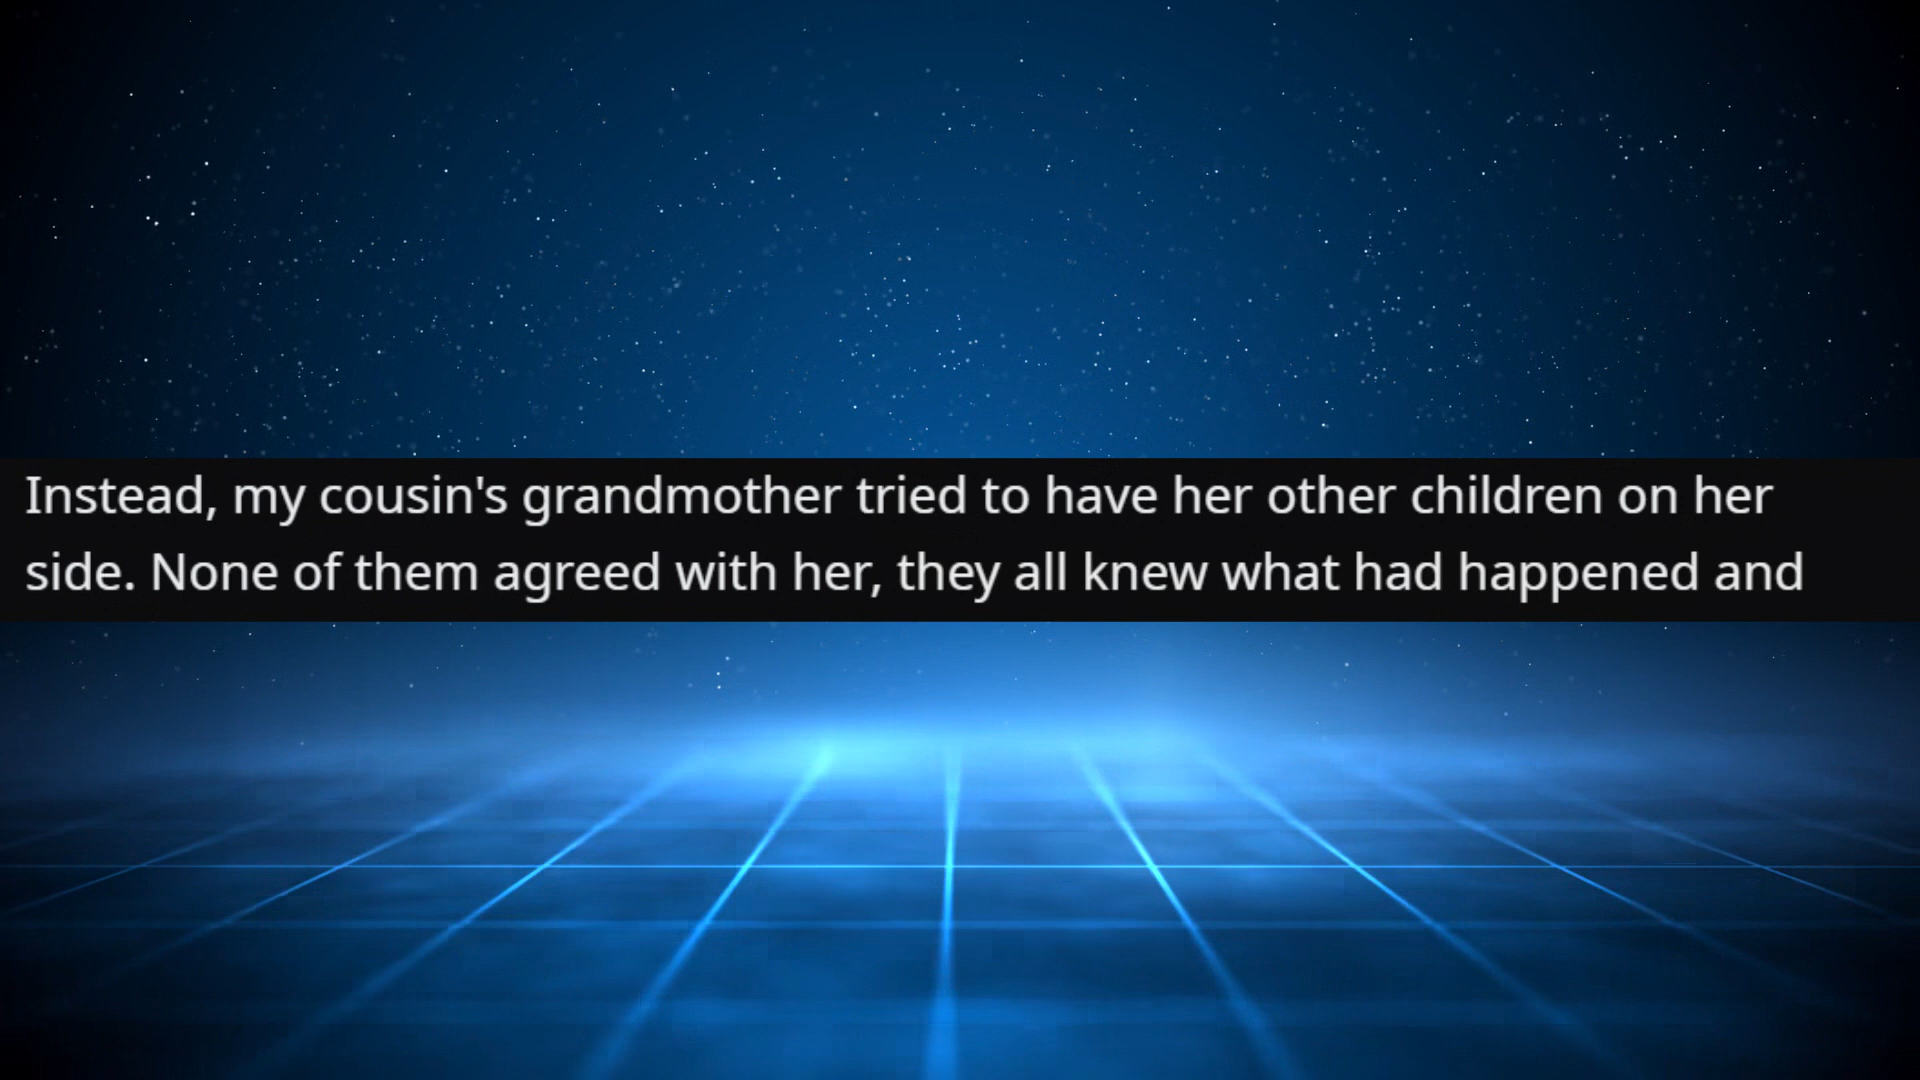 Instead, my cousin's grandmother tried to have her other children on her
side. None of them agreed with her, they all knew what had happened and